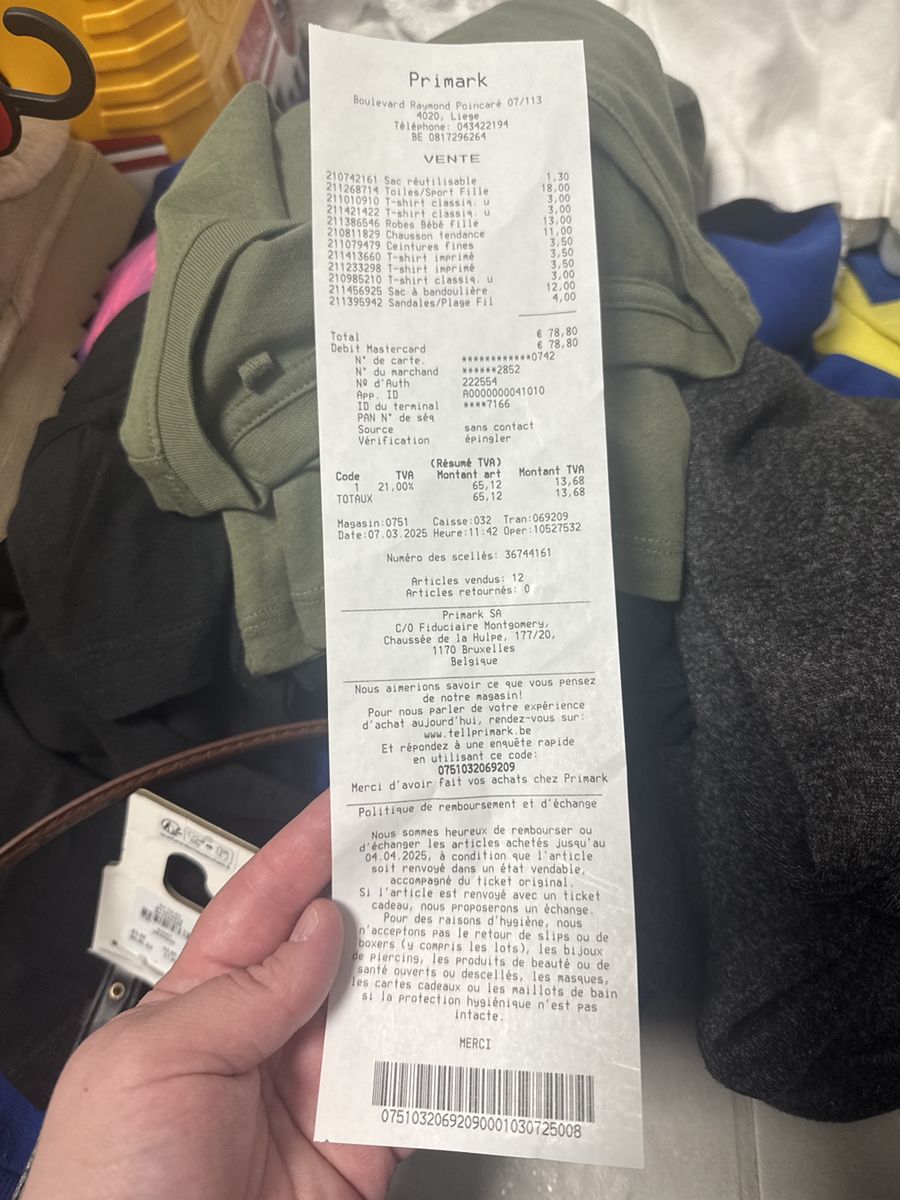 Primark
Boulevard Raymond Poincaré 07/113
4020, Liege
Téléphone: 043422194
BE 0817296264
VENTE
210742161 Sac réutilisable 1,30
211268714 Toiles/Sport Fille 18,00
211010910 T-shirt classiq. u 3,00
211421422 T-shirt classiq. u 3,00
211386546 Robes Bébé fille 13,00
210811829 Chausson tendance 11,00
211079479 Ceintures fines 3,50
211413660 T-shirt imprimé 3,50
211233298 T-shirt imprimé 3,50
210985210 T-shirt classiq. u 3,00
211456925 Sac à bandoulière 12,00
211395942 Sandales/Plage Fil 4,00
Total € 78,80
Debit Mastercard € 78,80
N° de carte. ************0742
N° du marchand ******2852
Nº d'Auth 222554
App. ID A0000000041010
ID du terminal ****7166
PAN N° de séq
Source sans contact
Vérification épingler
(Résumé TVA)
Code TVA Montant art Montant TVA
1 21,00% 65,12 13,68
TOTAUX 65,12 13,68
Magasin:0751 Caisse:032 Tran:069209
Date:07.03.2025 Heure:11:42 Oper:10527532
Numéro des scellés: 36744161
Articles vendus: 12
Articles retournés: 0
Primark SA
C/O Fiduciaire Montgomery,
Chaussée de la Hulpe, 177/20,
1170 Bruxelles
Belgique
Nous aimerions savoir ce que vous pensez
de notre magasin!
Pour nous parler de votre expérience
d'achat aujourd'hui, rendez-vous sur:
www.tellprimark.be
Et répondez à une enquête rapide
en utilisant ce code:
0751032069209
Merci d'avoir fait vos achats chez Primark
Politique de remboursement et d'échange
Nous sommes heureux de rembourser ou
d'échanger les articles achetés jusqu'au
04.04.2025, à condition que l'article
soit renvoyé dans un état vendable,
accompagné du ticket original.
Si l'article est renvoyé avec un ticket
cadeau, nous proposerons un échange.
Pour des raisons d'hygiène, nous
n'acceptons pas le retour de slips ou de
boxers (y compris les lots), les bijoux
de piercing, les produits de beauté ou de
santé ouverts ou descellés, les masques,
les cartes cadeaux ou les maillots de bain
si la protection hygiénique n'est pas
intacte.
MERCI
07510320692090001030725008